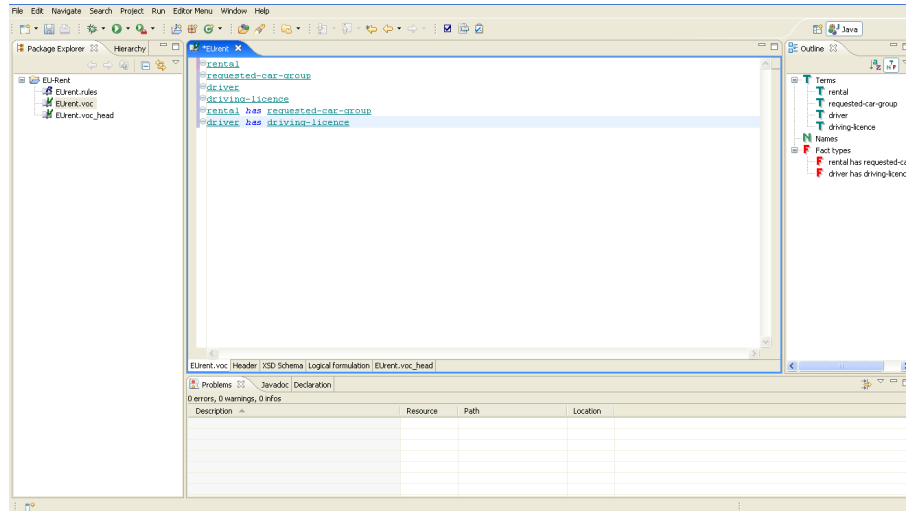 File Edit Navigate Search Project Run Editor Menu Window Help
Java
Package Explorer Hierarchy
EU-Rent
EUrent.rules
EUrent.voc
EUrent.voc_head
*EUrent
rental
requested-car-group
driver
driving-licence
rental has requested-car-group
driver has driving-licence
EUrent.voc Header XSD Schema Logical formulation EUrent.voc_head
Outline
Terms
rental
requested-car-group
driver
driving-licence
Names
Fact types
rental has requested-ca
driver has driving-licenc
Problems Javadoc Declaration
0 errors, 0 warnings, 0 infos
Description Resource Path Location